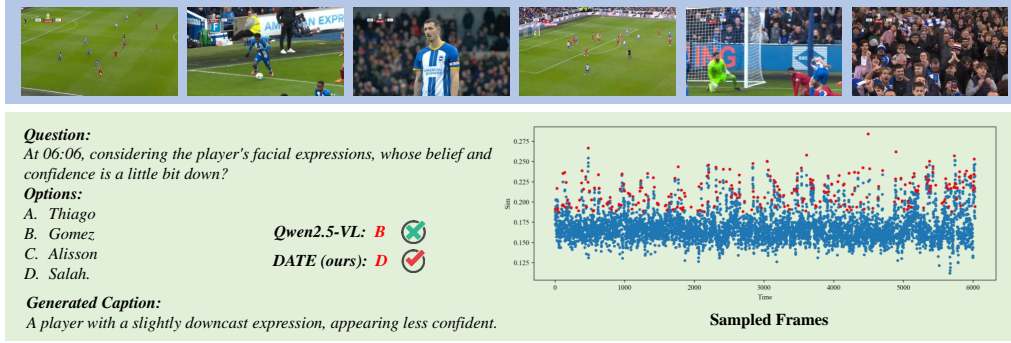 AN EXPR
ING
Question:
At 06:06, considering the player's facial expressions, whose belief and
confidence is a little bit down?
Options:
A. Thiago
B. Gomez
C. Alisson
D. Salah.
Qwen2.5-VL: B
DATE (ours): D
Generated Caption:
A player with a slightly downcast expression, appearing less confident.
0.275
0.250
0.225
0.200
0.175
0.150
0.125
Sim
0 1000 2000 3000 4000 5000 6000
Time
Sampled Frames